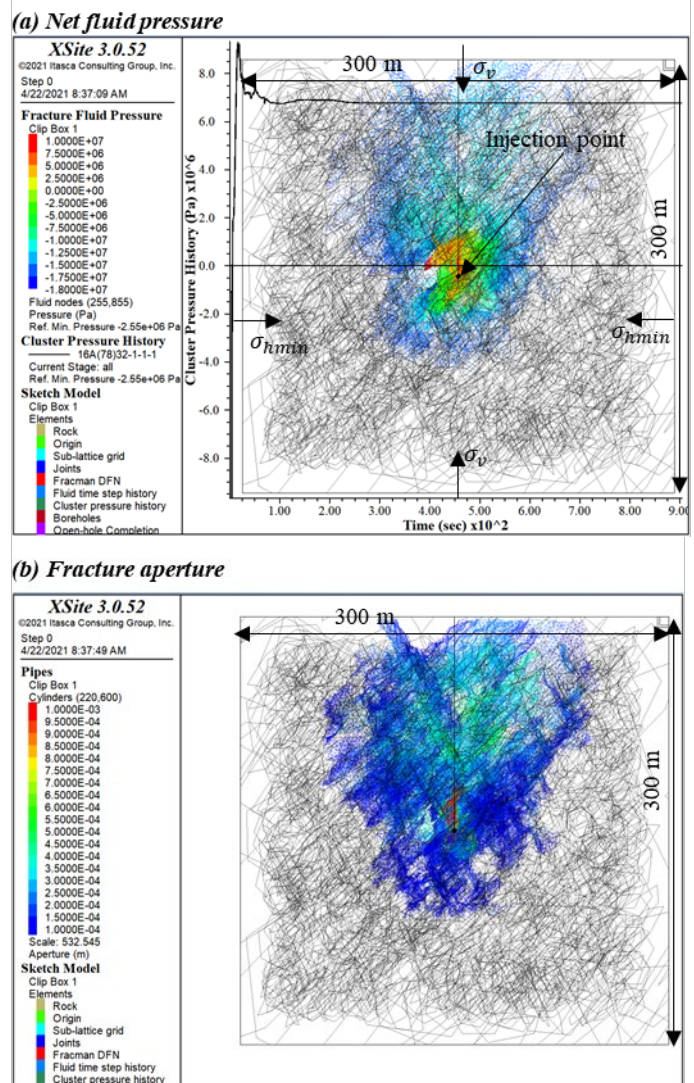 (a) Net fluid pressure
XSite 3.0.52
©2021 Itasca Consulting Group, Inc.
Step 0
4/22/2021 8:37:09 AM
Fracture Fluid Pressure
Clip Box 1
1.0000E+07
7.5000E+06
5.0000E+06
2.5000E+06
0.0000E+00
-2.5000E+06
-5.0000E+06
-7.5000E+06
-1.0000E+07
-1.2500E+07
-1.5000E+07
-1.7500E+07
-1.8000E+07
Fluid nodes (255,855)
Pressure (Pa)
Ref. Min. Pressure -2.55e+06 Pa
Cluster Pressure History
16A(78)32-1-1-1
Current Stage: all
Ref. Min. Pressure -2.55e+06 Pa
Sketch Model
Clip Box 1
Elements
Rock
Origin
Sub-lattice grid
Joints
Fracman DFN
Fluid time step history
Cluster pressure history
Boreholes
Open-hole Completion
Cluster Pressure History (Pa) x10^6
8.0
6.0
4.0
2.0
0.0
-2.0
-4.0
-6.0
-8.0
300 m
σv
Injection point
300 m
σhmin
σhmin
σv
1.00 2.00 3.00 4.00 5.00 6.00 7.00 8.00 9.00
Time (sec) x10^2
(b) Fracture aperture
XSite 3.0.52
©2021 Itasca Consulting Group, Inc.
Step 0
4/22/2021 8:37:49 AM
Pipes
Clip Box 1
Cylinders (220,600)
1.0000E-03
9.5000E-04
9.0000E-04
8.5000E-04
8.0000E-04
7.5000E-04
7.0000E-04
6.5000E-04
6.0000E-04
5.5000E-04
5.0000E-04
4.5000E-04
4.0000E-04
3.5000E-04
3.0000E-04
2.5000E-04
2.0000E-04
1.5000E-04
1.0000E-04
Scale: 532.545
Aperture (m)
Sketch Model
Clip Box 1
Elements
Rock
Origin
Sub-lattice grid
Joints
Fracman DFN
Fluid time step history
Cluster pressure history
300 m
300 m